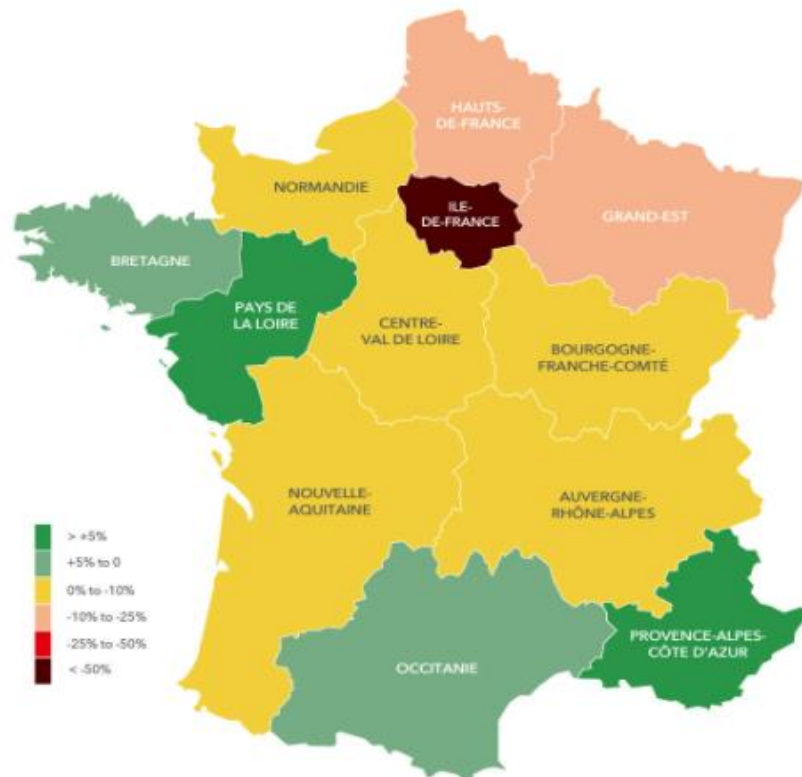 HAUTS-
DE-FRANCE
NORMANDIE
ILE-
DE-FRANCE
GRAND-EST
BRETAGNE
PAYS DE
LA LOIRE
CENTRE-
VAL DE LOIRE
BOURGOGNE-
FRANCHE-COMTÉ
NOUVELLE-
AQUITAINE
AUVERGNE-
RHÔNE-ALPES
PROVENCE-ALPES-
CÔTE D'AZUR
OCCITANIE
> +5%
+5% to 0
0% to -10%
-10% to -25%
-25% to -50%
< -50%